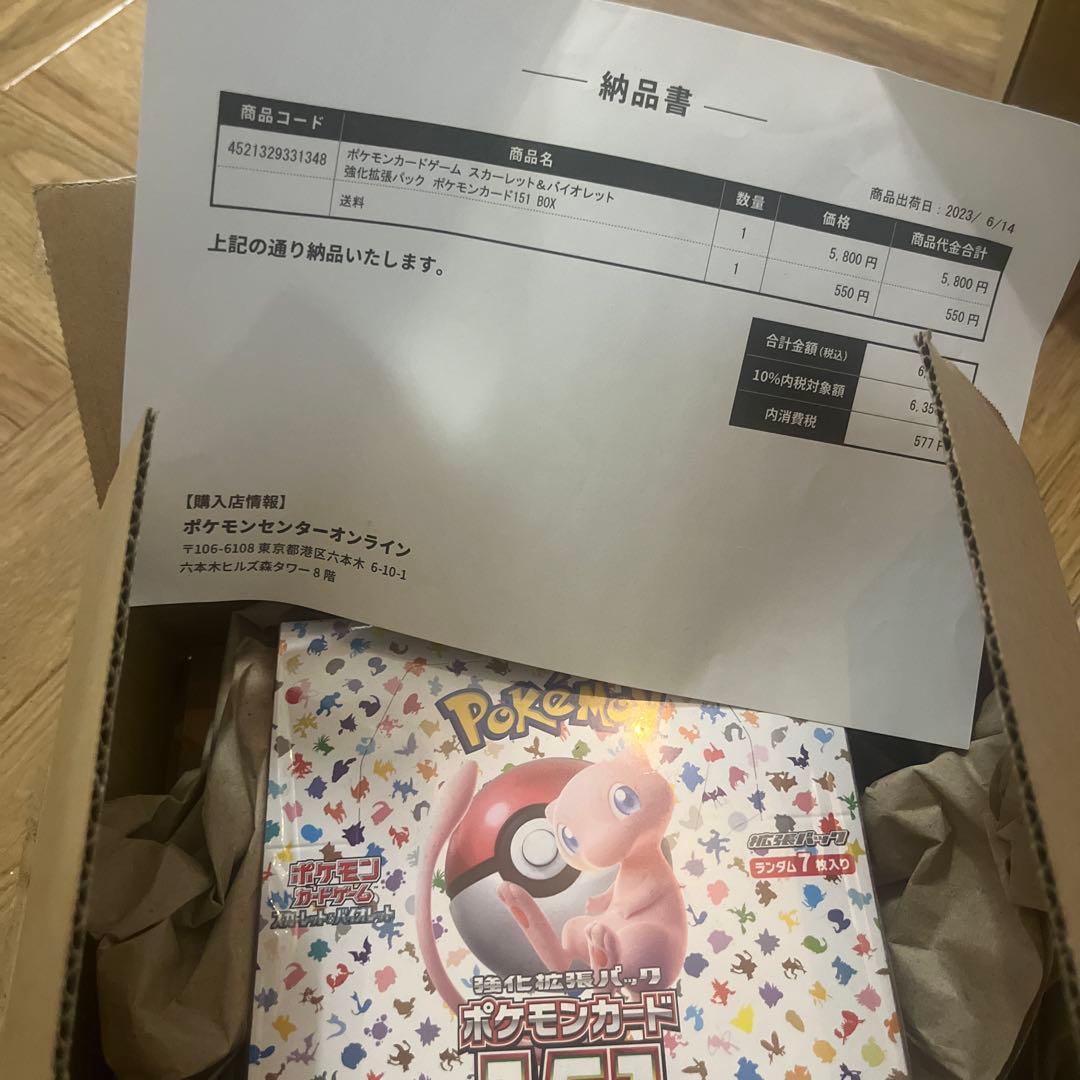 納品書
商品出荷日：2023/ 6/14
商品コード 商品名 数量 価格 商品代金合計
4521329331348 ポケモンカードゲーム スカーレット＆バイオレット
強化拡張パック ポケモンカード151 BOX 1 5,800円 5,800円
送料 1 550円 550円
上記の通り納品いたします。
合計金額(税込)
10%内税対象額 6,35
内消費税 577円
【購入店情報】
ポケモンセンターオンライン
〒106-6108 東京都港区六本木 6-10-1
六本木ヒルズ森タワー８階
POKéMON
拡張パック
ランダム7枚入り
ポケモン
カードゲーム
スカーレット&バイオレット
強化拡張パック
ポケモンカード
151